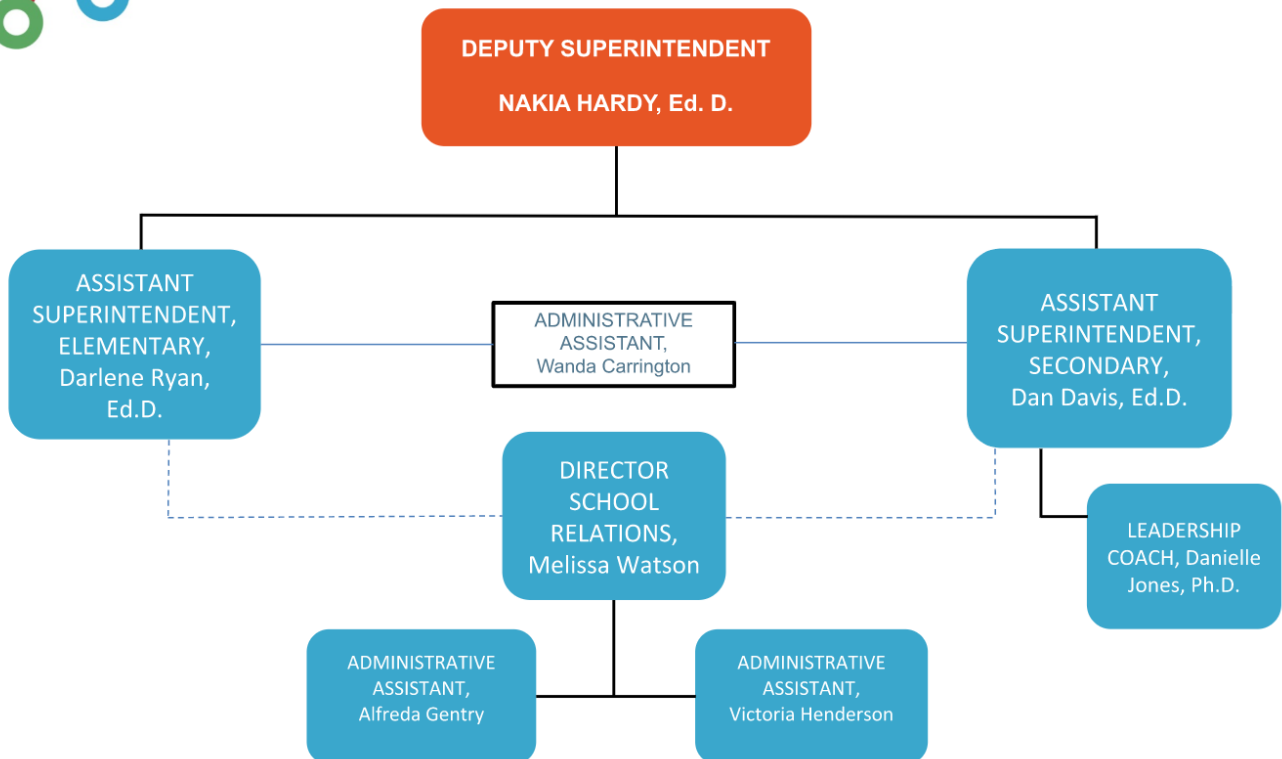 DEPUTY SUPERINTENDENT
NAKIA HARDY, Ed. D.
ASSISTANT
SUPERINTENDENT,
ELEMENTARY,
Darlene Ryan,
Ed.D.
ADMINISTRATIVE
ASSISTANT,
Wanda Carrington
ASSISTANT
SUPERINTENDENT,
SECONDARY,
Dan Davis, Ed.D.
DIRECTOR
SCHOOL
RELATIONS,
Melissa Watson
LEADERSHIP
COACH, Danielle
Jones, Ph.D.
ADMINISTRATIVE
ASSISTANT,
Alfreda Gentry
ADMINISTRATIVE
ASSISTANT,
Victoria Henderson